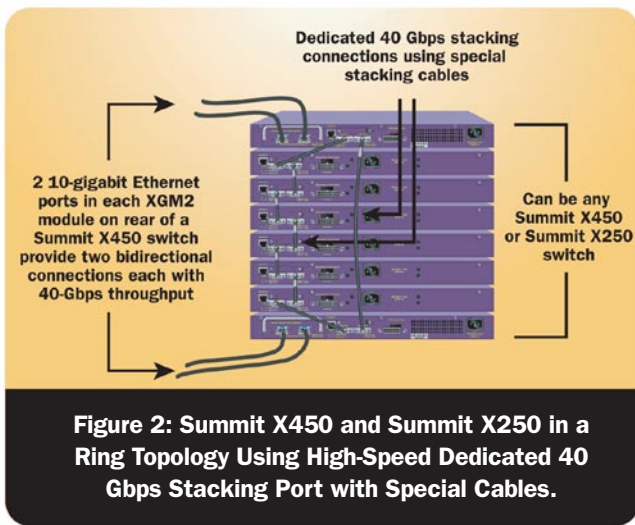 Dedicated 40 Gbps stacking
connections using special
stacking cables
2 10-gigabit Ethernet
ports in each XGM2
module on rear of a
Summit X450 switch
provide two bidirectional
connections each with
40-Gbps throughput
Can be any
Summit X450
or Summit X250
switch
Figure 2: Summit X450 and Summit X250 in a
Ring Topology Using High-Speed Dedicated 40
Gbps Stacking Port with Special Cables.